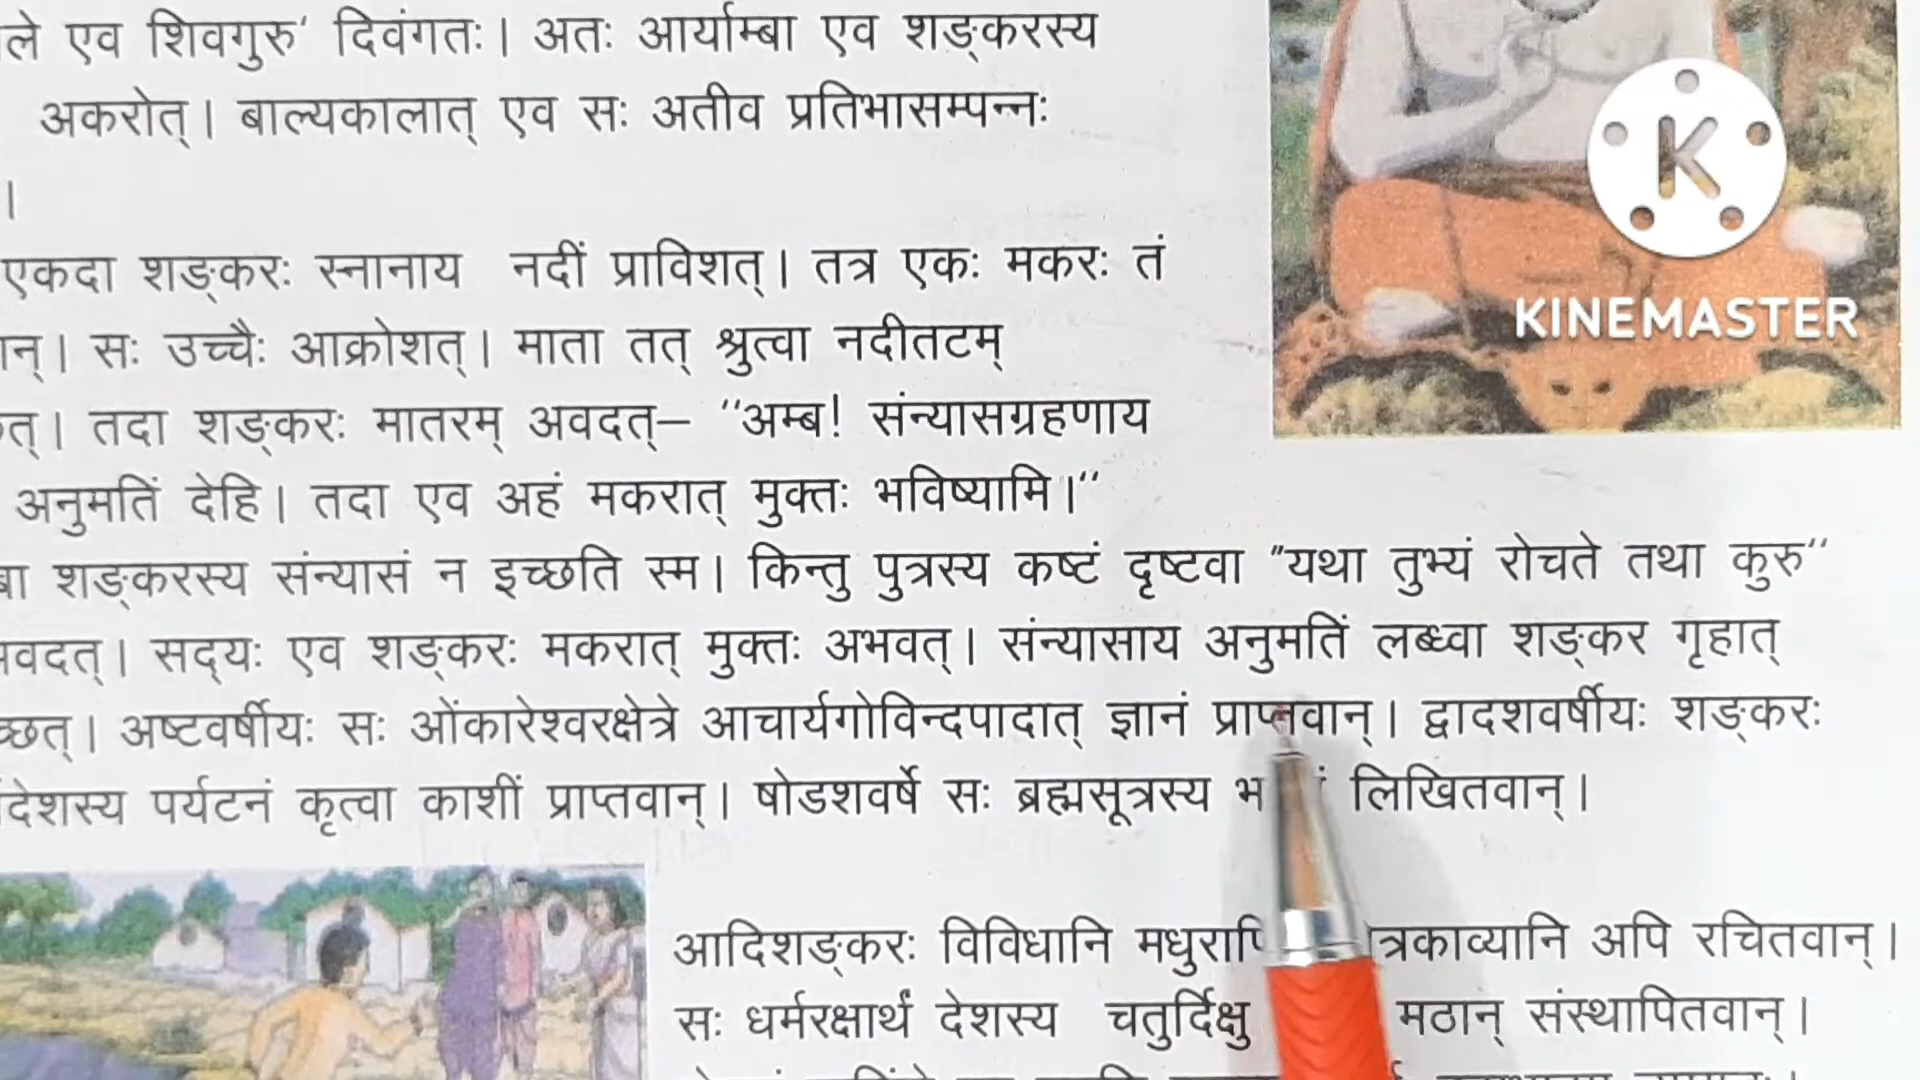 एव शिवगुरु' दिवंगतः। अतः आर्याम्बा एव शङ्करस्य
अकरोत्। बाल्यकालात् एव सः अतीव प्रतिभासम्पन्नः
।
एकदा शङ्करः स्नानाय नदीं प्राविशत्। तत्र एकः मकरः तं
सः उच्चैः आक्रोशत्। माता तत् श्रुत्वा नदीतटम्
तदा शङ्करः मातरम् अवदत्– "अम्ब! संन्यासग्रहणाय
अनुमतिं देहि। तदा एव अहं मकरात् मुक्तः भविष्यामि।"
शङ्करस्य संन्यासं न इच्छति स्म। किन्तु पुत्रस्य कष्टं दृष्टवा "यथा तुभ्यं रोचते तथा कुरु"
सद्यः एव शङ्करः मकरात् मुक्तः अभवत्। संन्यासाय अनुमतिं लब्ध्वा शङ्कर गृहात्
अष्टवर्षीयः सः ओंकारेश्वरक्षेत्रे आचार्यगोविन्दपादात् ज्ञानं प्राप्तवान्। द्वादशवर्षीयः शङ्करः
पर्यटनं कृत्वा काशीं प्राप्तवान्। षोडशवर्षे सः ब्रह्मसूत्रस्य लिखितवान्।
आदिशङ्करः विविधानि अपि रचितवान्।
सः धर्मरक्षार्थं देशस्य चतुर्दिक्षु मठान् संस्थापितवान्।
K
KINEMASTER